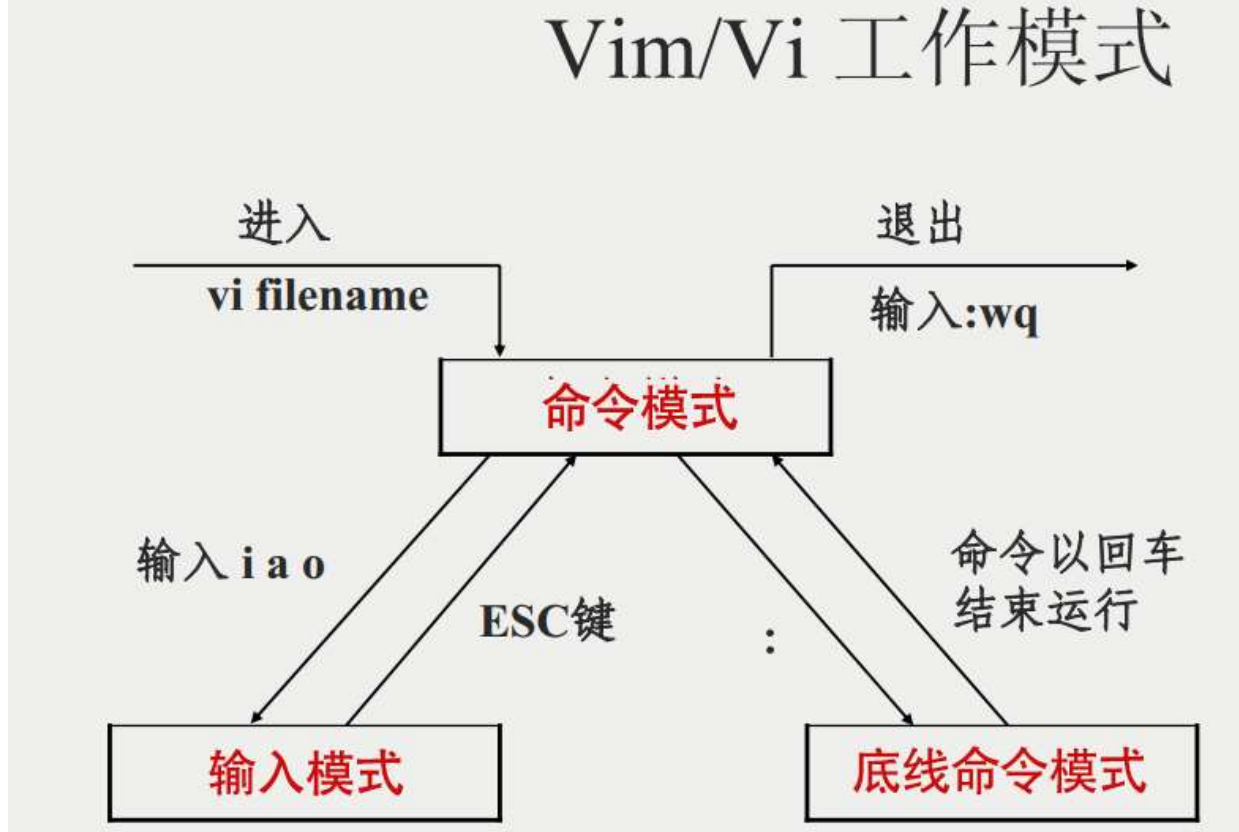 Vim/Vi 工作模式
进入
退出
vi filename
输入:wq
命令模式
输入 i a o
ESC键
:
命令以回车
结束运行
输入模式
底线命令模式